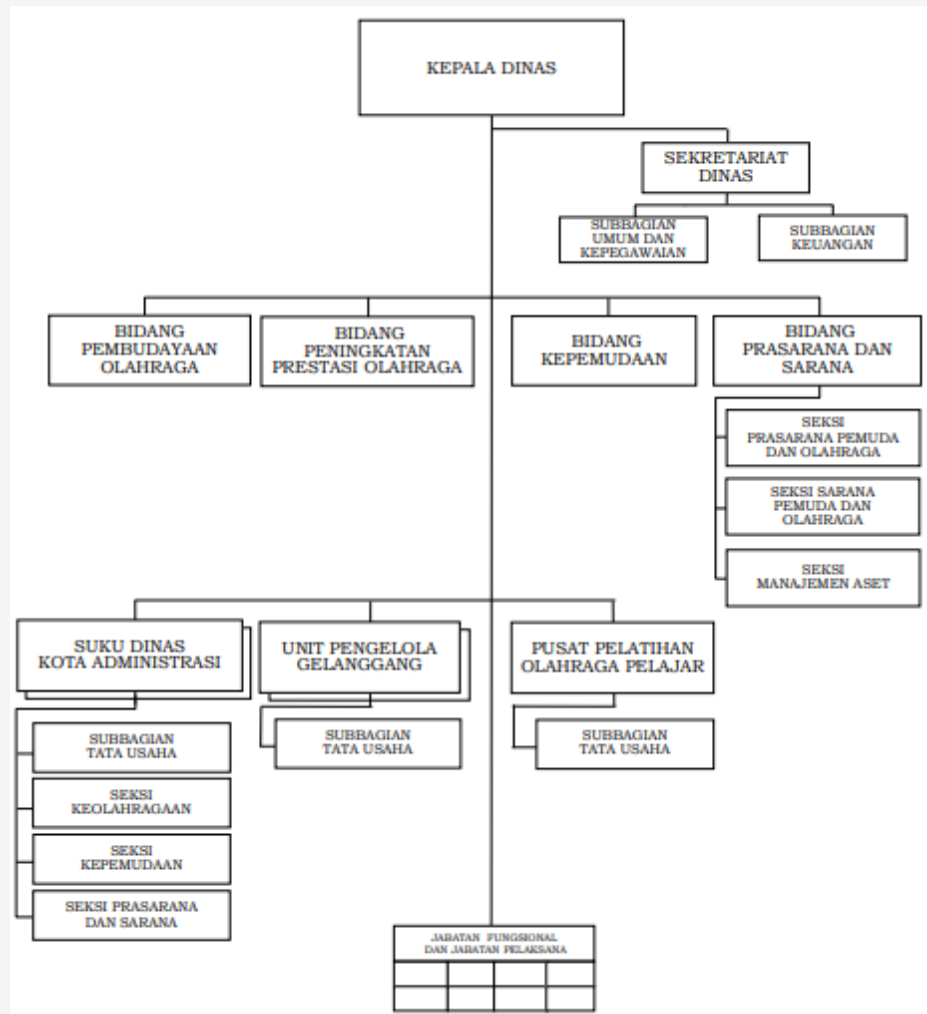 KEPALA DINAS
SEKRETARIAT
DINAS
SUBBAGIAN
UMUM DAN
KEPEGAWAIAN
SUBBAGIAN
KEUANGAN
BIDANG
PEMBUDAYAAN
OLAHRAGA
BIDANG
PENINGKATAN
PRESTASI OLAHRAGA
BIDANG
KEPEMUDAAN
BIDANG
PRASARANA DAN
SARANA
SEKSI
PRASARANA PEMUDA
DAN OLAHRAGA
SEKSI SARANA
PEMUDA DAN
OLAHRAGA
SEKSI
MANAJEMEN ASET
SUKU DINAS
KOTA ADMINISTRASI
SUBBAGIAN
TATA USAHA
SEKSI
KEOLAHRAGAAN
SEKSI
KEPEMUDAAN
SEKSI PRASARANA
DAN SARANA
UNIT PENGELOLA
GELANGGANG
SUBBAGIAN
TATA USAHA
PUSAT PELATIHAN
OLAHRAGA PELAJAR
SUBBAGIAN
TATA USAHA
JABATAN FUNGSIONAL
DAN JABATAN PELAKSANA